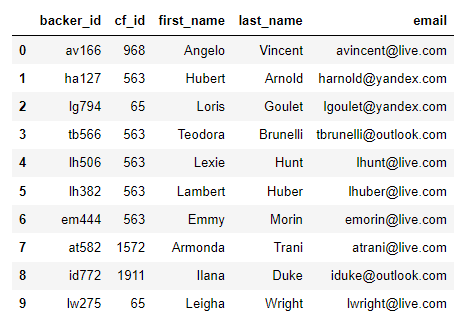 backer_id cf_id first_name last_name email
0 av166 968 Angelo Vincent avincent@live.com
1 ha127 563 Hubert Arnold harnold@yandex.com
2 lg794 65 Loris Goulet lgoulet@yandex.com
3 tb566 563 Teodora Brunelli tbrunelli@outlook.com
4 lh506 563 Lexie Hunt lhunt@live.com
5 lh382 563 Lambert Huber lhuber@live.com
6 em444 563 Emmy Morin emorin@live.com
7 at582 1572 Armonda Trani atrani@live.com
8 id772 1911 Ilana Duke iduke@outlook.com
9 lw275 65 Leigha Wright lwright@live.com